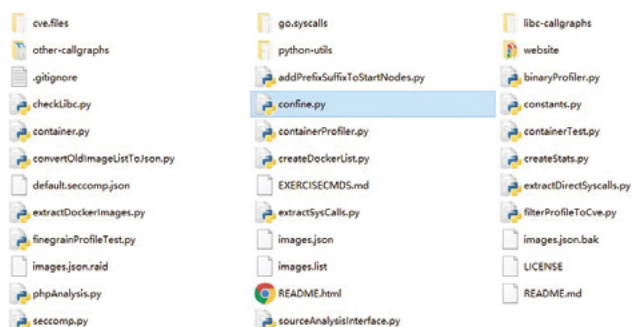 cve.files go.syscalls libc-callgraphs
other-callgraphs python-utils website
.gitignore addPrefixSuffixToStartNodes.py binaryProfiler.py
checkLibc.py confine.py constants.py
container.py containerProfiler.py containerTest.py
convertOldImageListToJson.py createDockerList.py createStats.py
default.seccomp.json EXERCISECMDS.md extractDirectSyscalls.py
extractDockerImages.py extractSysCalls.py filterProfileToCve.py
finegrainProfileTest.py images.json images.json.bak
images.json.raid images.list LICENSE
phpAnalysis.py README.html README.md
seccomp.py sourceAnalysisInterface.py